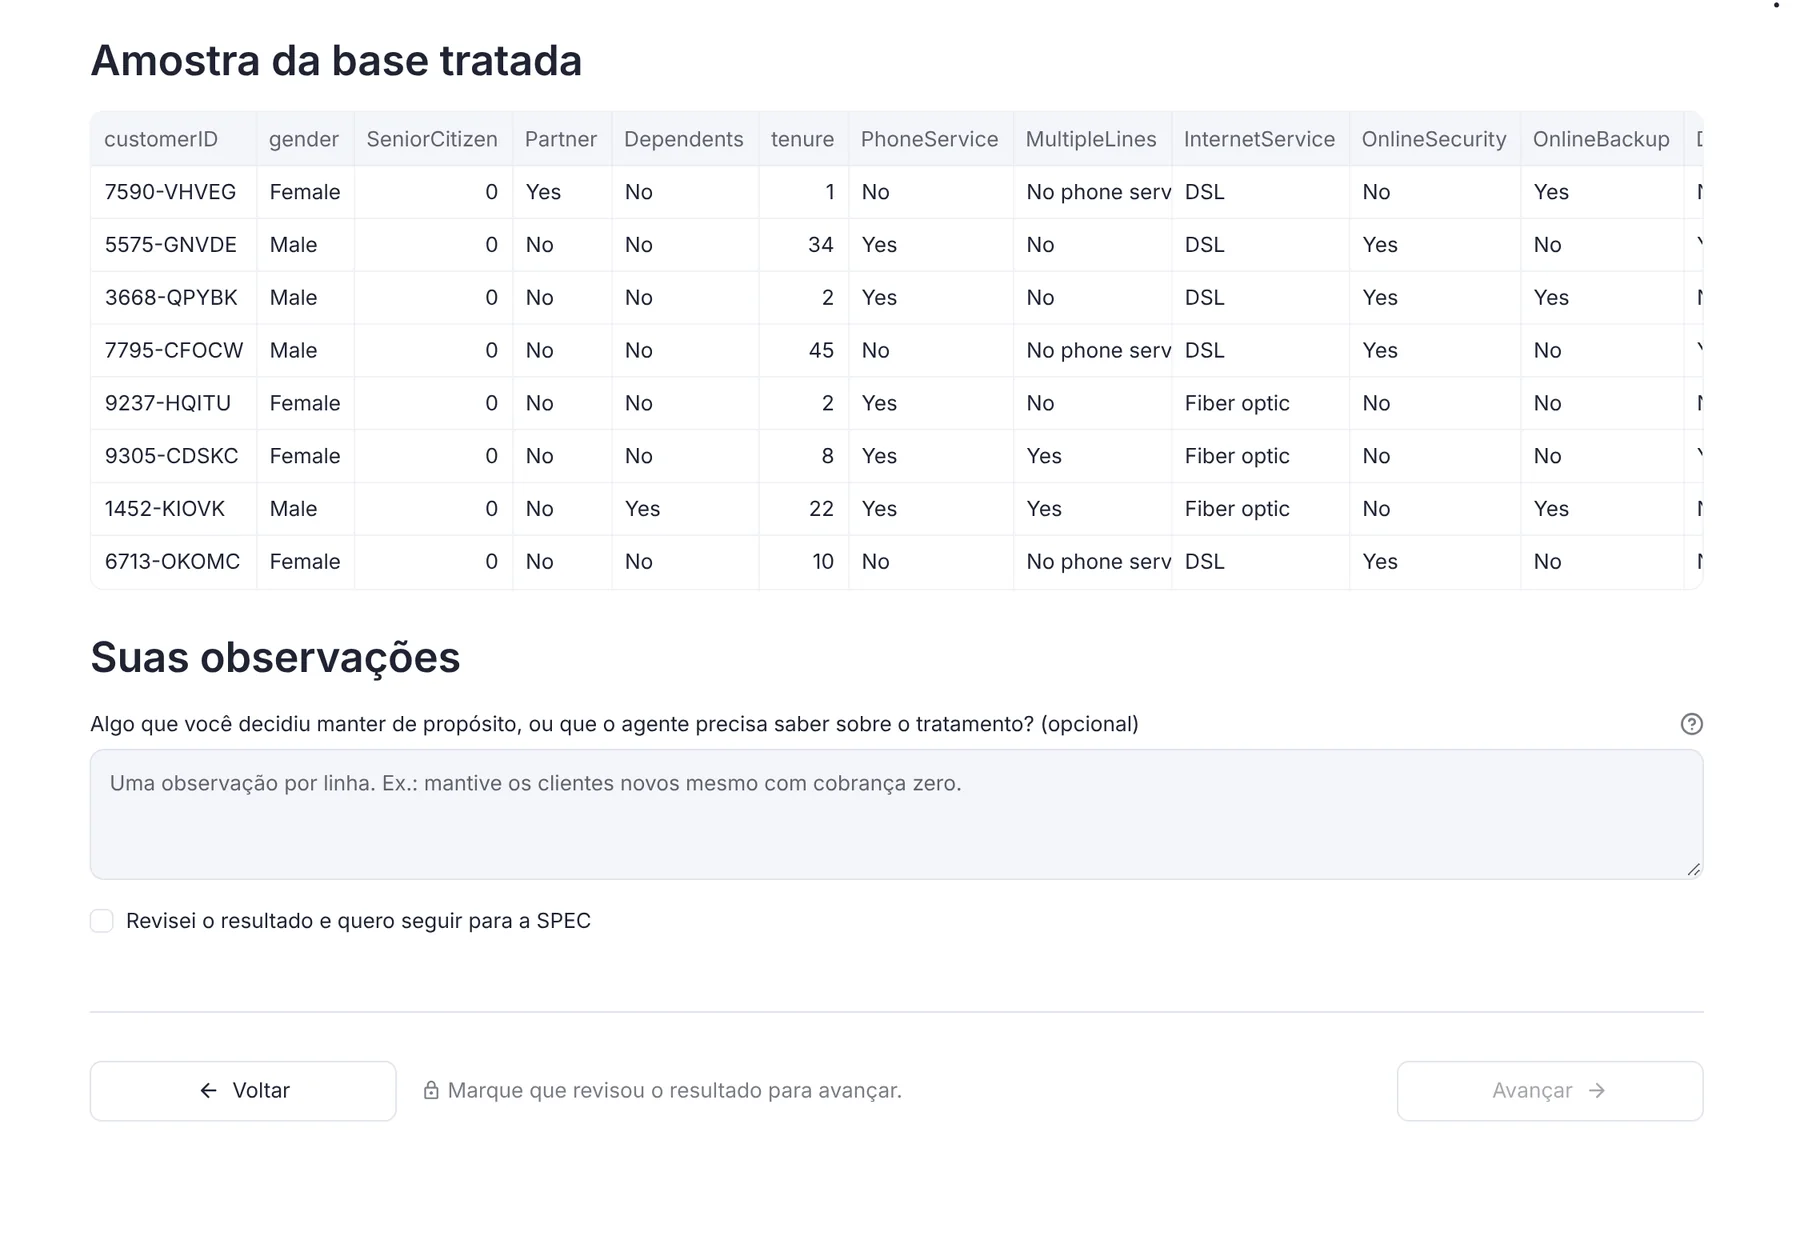 Amostra da base tratada
customerID gender SeniorCitizen Partner Dependents tenure PhoneService MultipleLines InternetService OnlineSecurity OnlineBackup
7590-VHVEG Female 0 Yes No 1 No No phone serv DSL No Yes
5575-GNVDE Male 0 No No 34 Yes No DSL Yes No
3668-QPYBK Male 0 No No 2 Yes No DSL Yes Yes
7795-CFOCW Male 0 No No 45 No No phone serv DSL Yes No
9237-HQITU Female 0 No No 2 Yes No Fiber optic No No
9305-CDSKC Female 0 No No 8 Yes Yes Fiber optic No No
1452-KIOVK Male 0 No Yes 22 Yes Yes Fiber optic No Yes
6713-OKOMC Female 0 No No 10 No No phone serv DSL Yes No
Suas observações
Algo que você decidiu manter de propósito, ou que o agente precisa saber sobre o tratamento? (opcional)
Uma observação por linha. Ex.: mantive os clientes novos mesmo com cobrança zero.
Revisei o resultado e quero seguir para a SPEC
← Voltar
Marque que revisou o resultado para avançar.
Avançar →